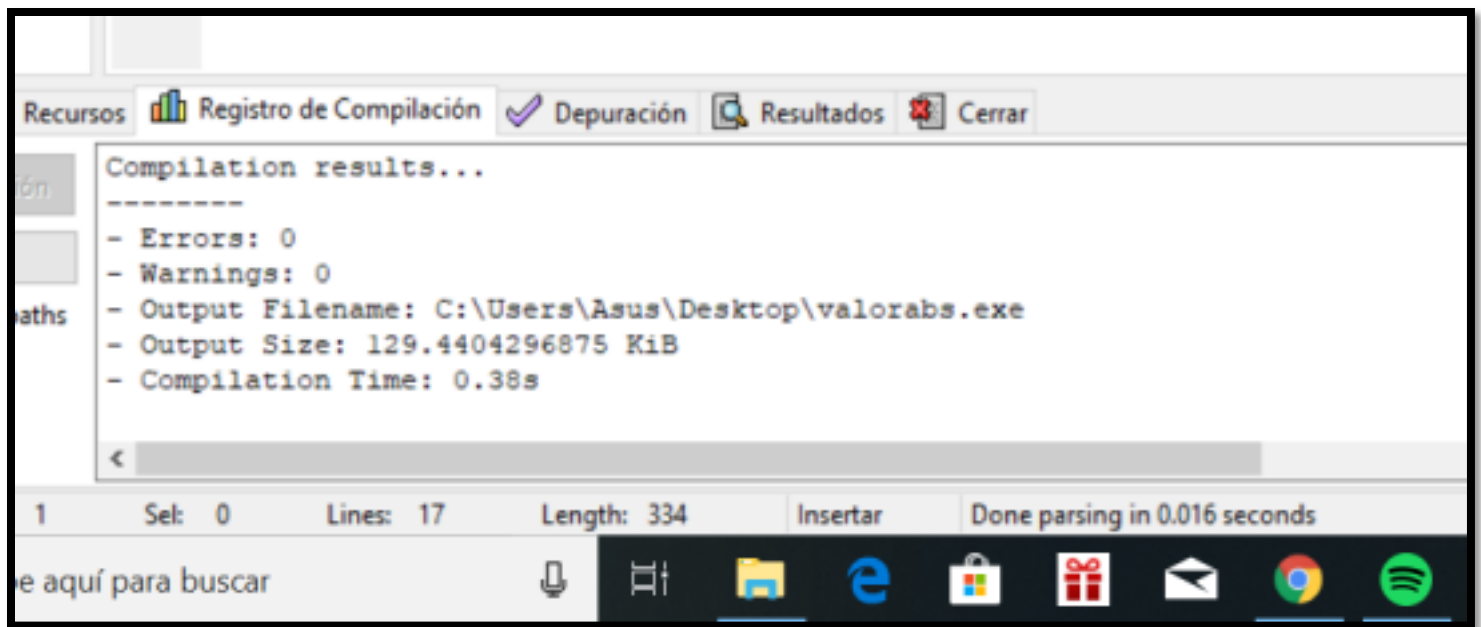 Recursos Registro de Compilación Depuración Resultados Cerrar
ión
Compilation results...
--------
- Errors: 0
- Warnings: 0
aths
- Output Filename: C:\Users\Asus\Desktop\valorabs.exe
- Output Size: 129.4404296875 KiB
- Compilation Time: 0.38s
1 Sel: 0 Lines: 17 Length: 334 Insertar Done parsing in 0.016 seconds
e aquí para buscar